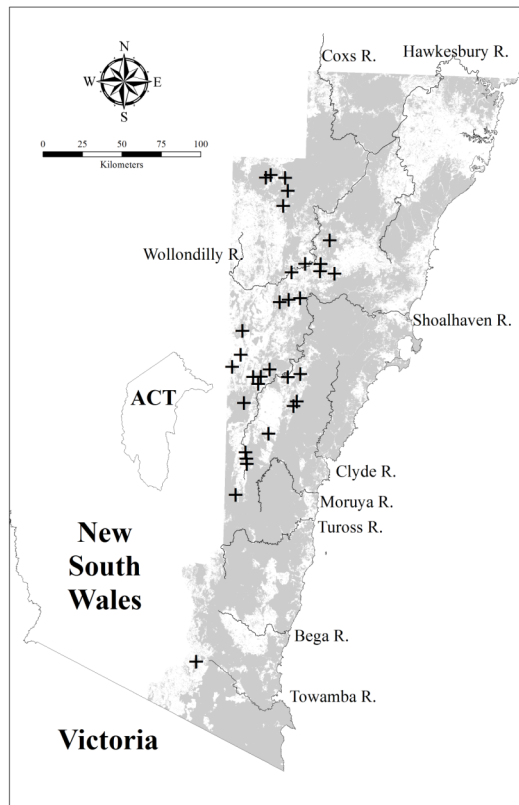 Coxs R.
Hawkesbury R.
N
W
E
S
0 25 50 75 100
Kilometers
Wollondilly R.
Shoalhaven R.
ACT
Clyde R.
Moruya R.
Tuross R.
New
South
Wales
Bega R.
Towamba R.
Victoria